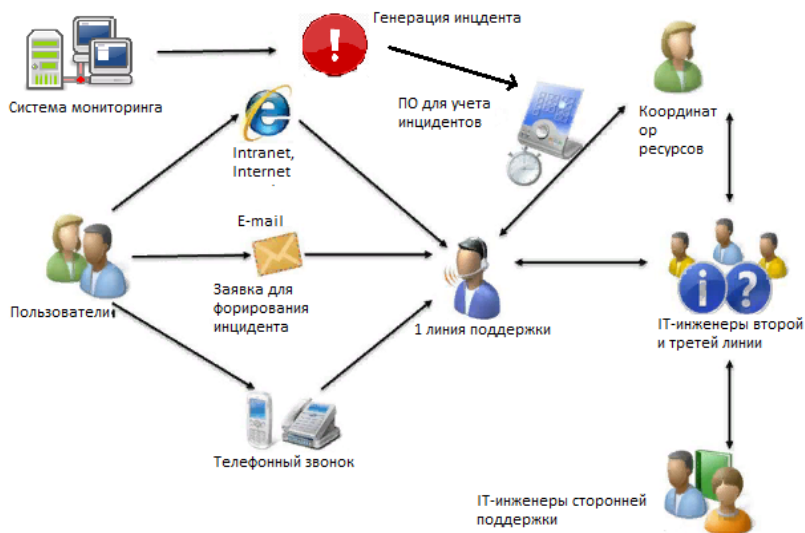 Генерация инцдента
Система мониторинга
ПО для учета
инцидентов
Координат
ор
ресурсов
Intranet,
Internet
E-mail
Заявка для
форирования
инцидента
Пользователи
1 линия поддержки
IT-инженеры второй
и третей линии
Телефонный звонок
IT-инженеры сторонней
поддержки